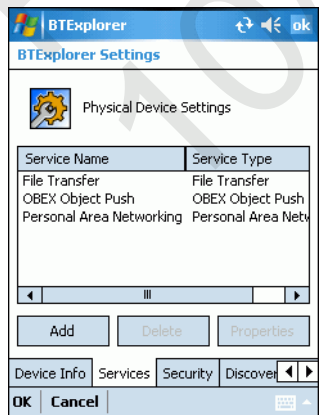 BTExplorer ok
BTExplorer Settings
Physical Device Settings
Service Name Service Type
File Transfer File Transfer
OBEX Object Push OBEX Object Push
Personal Area Networking Personal Area Netw
Add Delete Properties
Device Info Services Security Discover
OK Cancel